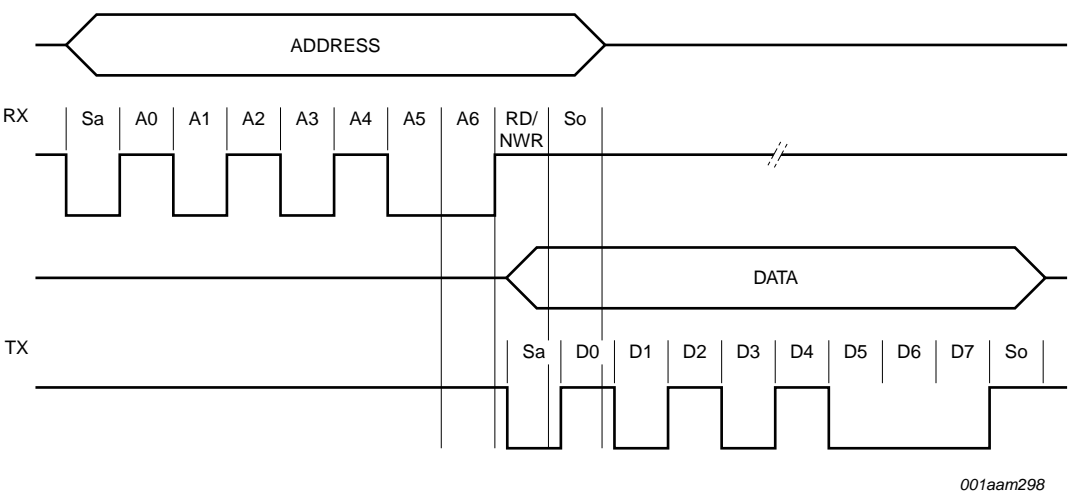 ADDRESS
RX Sa A0 A1 A2 A3 A4 A5 A6 RD/ So
NWR
DATA
TX Sa D0 D1 D2 D3 D4 D5 D6 D7 So
001aam298